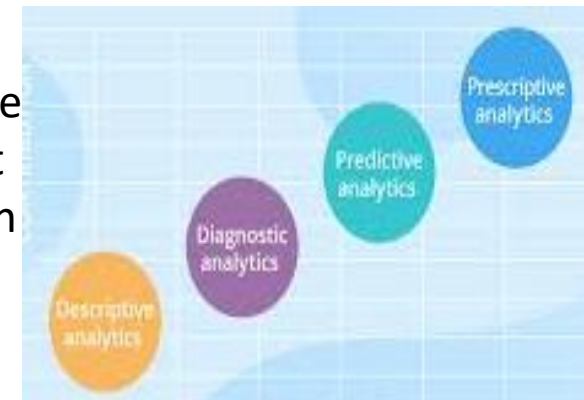 e
t
n
Prescriptive
analytics
Predictive
analytics
Diagnostic
analytics
Descriptive
analytics